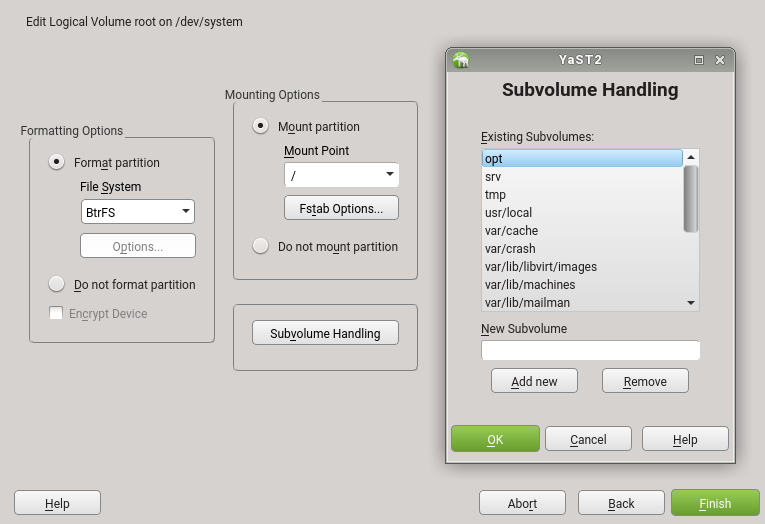 Edit Logical Volume root on /dev/system
Formatting Options
Format partition
File System
BtrFS
Options...
Do not format partition
Encrypt Device
Mounting Options
Mount partition
Mount Point
/
Fstab Options...
Do not mount partition
Subvolume Handling
YaST2
Subvolume Handling
Existing Subvolumes:
opt
srv
tmp
usr/local
var/cache
var/crash
var/lib/libvirt/images
var/lib/machines
var/lib/mailman
New Subvolume
Add new Remove
OK Cancel Help
Help Abort Back Finish